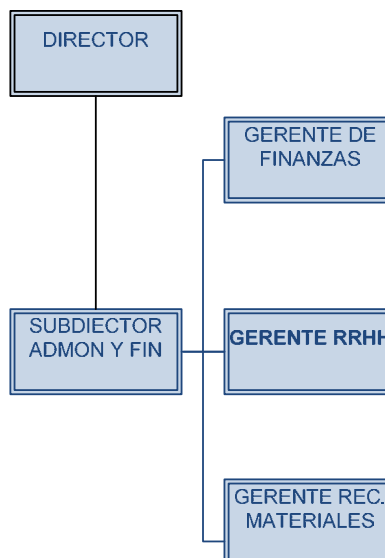 DIRECTOR
GERENTE DE
FINANZAS
SUBDIECTOR
ADMON Y FIN
GERENTE RRHH
GERENTE REC.
MATERIALES